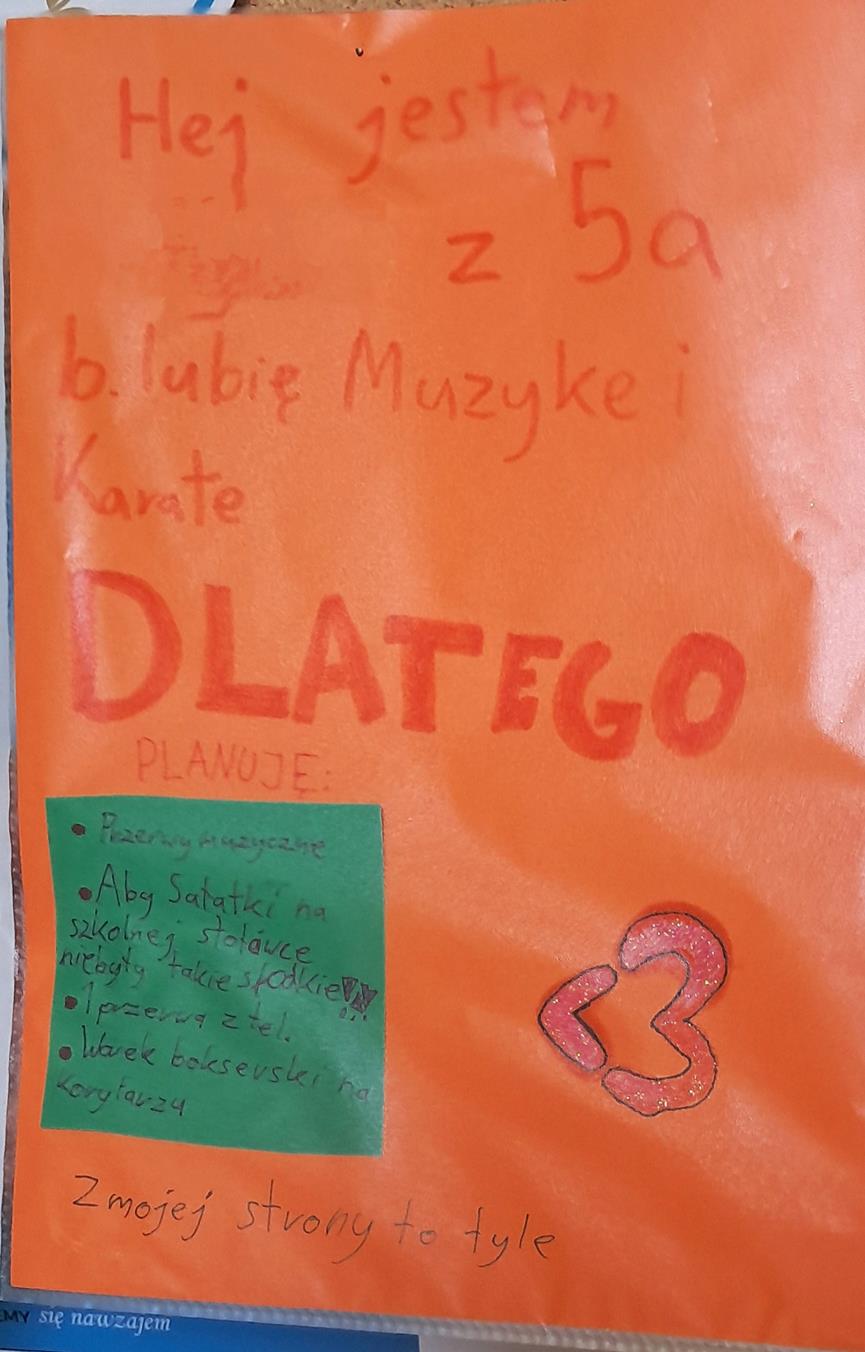 Hej jestem
z 5a
b. lubię Muzyke i
Karate
DLATEGO
PLANUJĘ:
• Przerwy muzyczne
• Aby Sałatki na
szkolnej stołówce
niebyły takie słodkie!!!
• 1 przerwa z tel.
• Worek bokserski na
korytarzu
<3
Z mojej strony to tyle
EMY się nawzajem